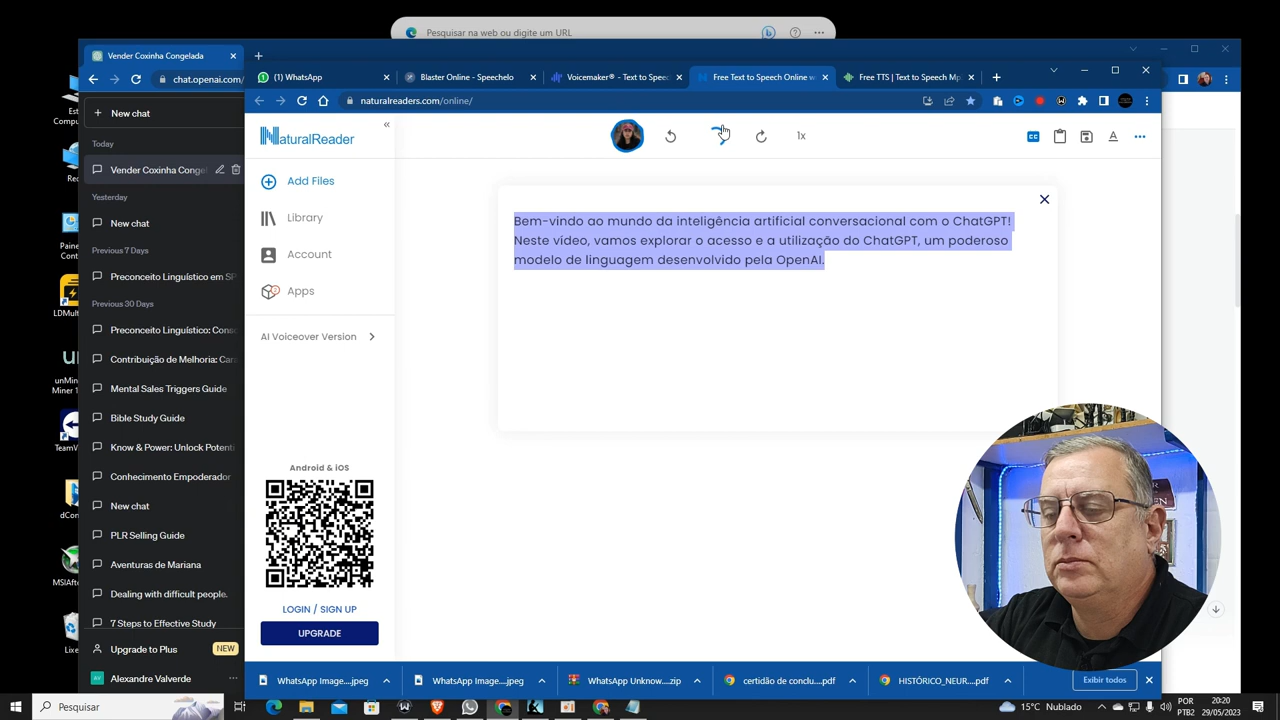 Pesquisar na web ou digite um URL
Vender Coxinha Congelada
chat.openai.com/
New chat
Today
Vender Coxinha Conge
Yesterday
New chat
Previous 7 Days
Preconceito Linguístico em SP
Previous 30 Days
Preconceito Linguístico: Consc
Contribuição de Melhoria: Cara
Mental Sales Triggers Guide
Bible Study Guide
Know & Power: Unlock Potenti
Conhecimento Empoderador
New chat
PLR Selling Guide
Aventuras de Mariana
Dealing with difficult people.
7 Steps to Effective Study
Upgrade to Plus
NEW
Alexandre Valverde
(1) WhatsApp
Blaster Online - Speechelo
Voicemaker® - Text to Speec
Free Text to Speech Online w
Free TTS | Text to Speech Mp
naturalreaders.com/online/
NaturalReader
1x
Add Files
Library
Account
Apps
AI Voiceover Version
Android & iOS
LOGIN / SIGN UP
UPGRADE
Bem-vindo ao mundo da inteligência artificial conversacional com o ChatGPT!
Neste vídeo, vamos explorar o acesso e a utilização do ChatGPT, um poderoso
modelo de linguagem desenvolvido pela OpenAI.
WhatsApp Image....jpeg
WhatsApp Image....jpeg
WhatsApp Unknow....zip
certidão de conclu....pdf
HISTÓRICO_NEUR....pdf
Exibir todos
Pesquisar
15°C Nublado
POR
PTB2
20:20
29/05/2023